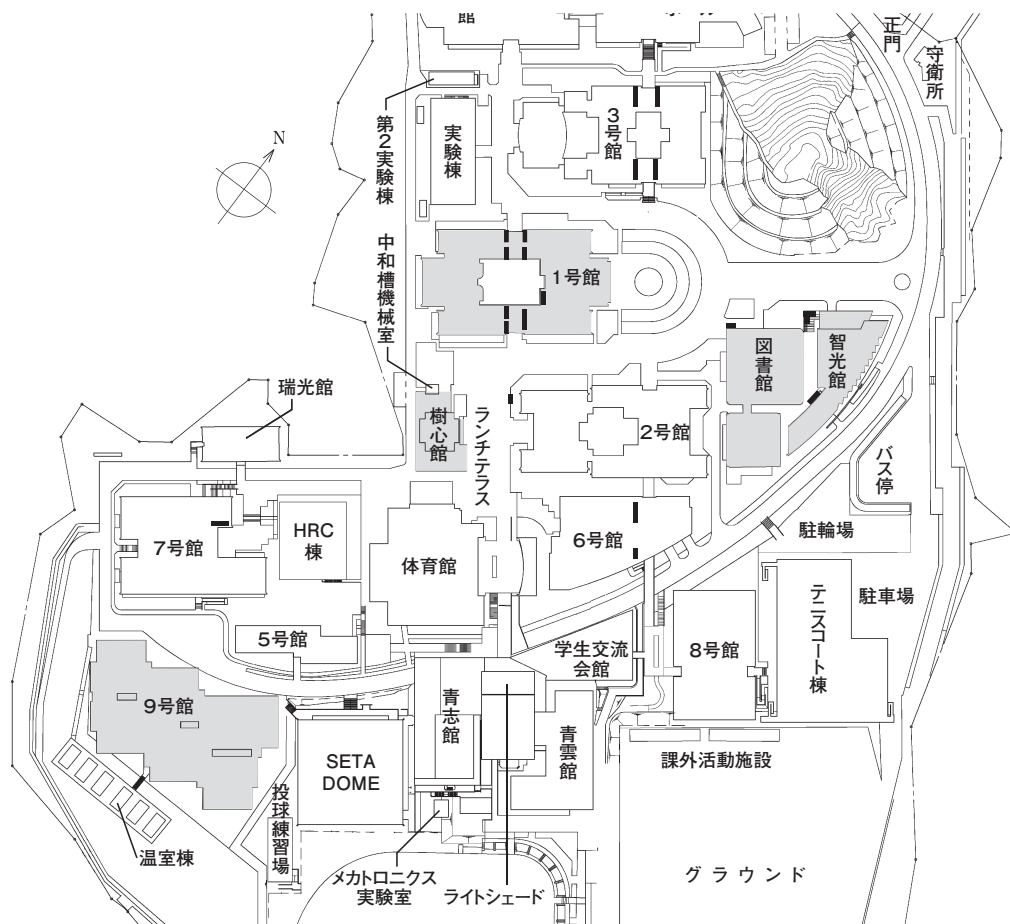 館
ホール
正門
守衛所
第2実験棟
実験棟
3号館
N
中和槽機械室
1号館
図書館
智光館
瑞光館
樹心館
ランチテラス
2号館
バス停
7号館
HRC
棟
体育館
6号館
駐輪場
テニスコート棟
駐車場
5号館
学生交流
会館
8号館
9号館
青志館
青雲館
SETA
DOME
課外活動施設
投球練習場
温室棟
メカトロニクス
実験室
ライトシェード
グラウンド